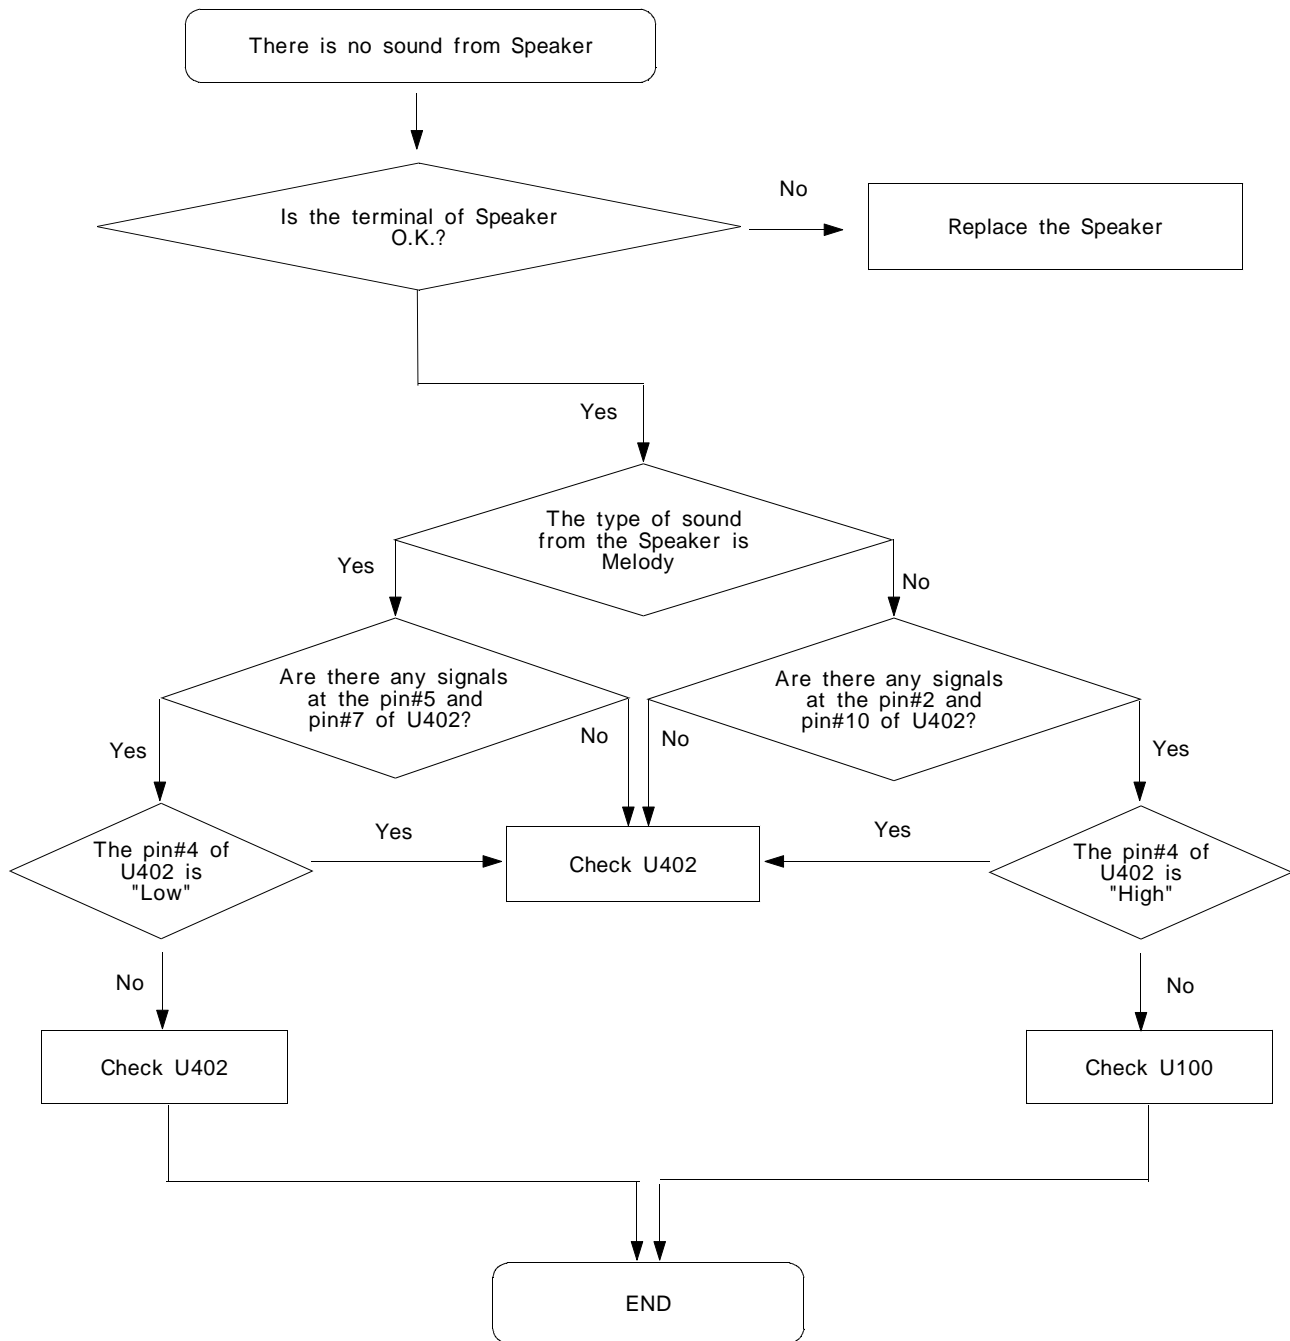 There is no sound from Speaker
Is the terminal of Speaker
O.K.?
No
Replace the Speaker
Yes
The type of sound
from the Speaker is
Melody
Yes
No
Are there any signals
at the pin#5 and
pin#7 of U402?
Are there any signals
at the pin#2 and
pin#10 of U402?
No
No
Yes
Yes
The pin#4 of
U402 is
"Low"
Yes
Check U402
Yes
The pin#4 of
U402 is
"High"
No
No
Check U402
Check U100
END